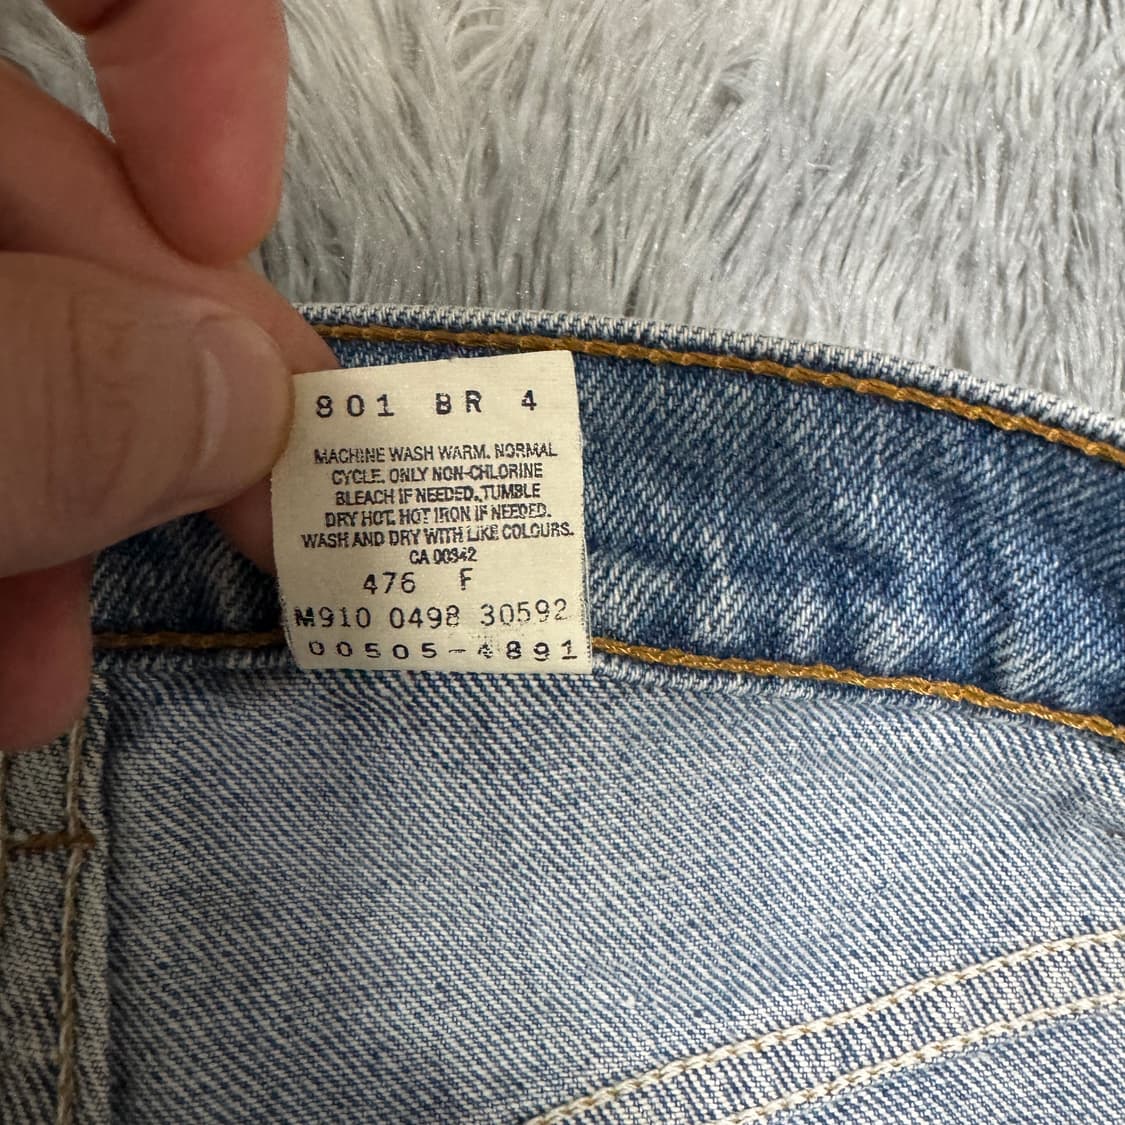 801 BR 4
MACHINE WASH WARM. NORMAL
CYCLE. ONLY NON-CHLORINE
BLEACH IF NEEDED. TUMBLE
DRY HOT. HOT IRON IF NEEDED.
WASH AND DRY WITH LIKE COLOURS.
CA 00342
476 F
M910 0498 30592
00505-4891